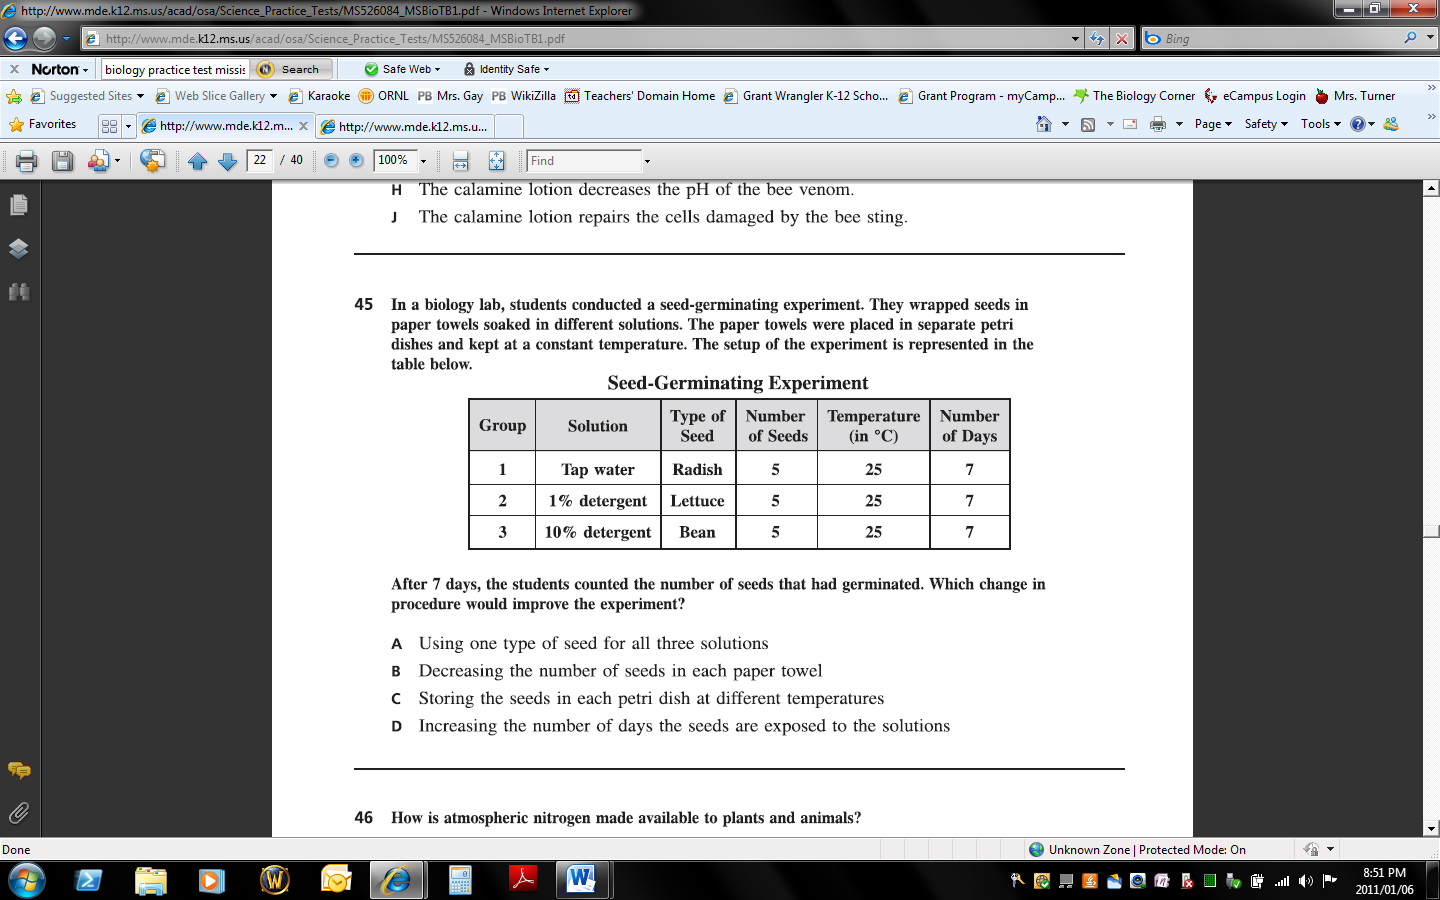 http://www.mde.k12.ms.us/acad/osa/Science_Practice_Tests/MS526084_MSBioTB1.pdf - Windows Internet Explorer
http://www.mde.k12.ms.us/acad/osa/Science_Practice_Tests/MS526084_MSBioTB1.pdf
Bing
x Norton biology practice test missis Search Safe Web Identity Safe
Suggested Sites Web Slice Gallery Karaoke ORNL PB Mrs. Gay PB WikiZilla td Teachers' Domain Home Grant Wrangler K-12 Scho... Grant Program - myCamp... The Biology Corner eCampus Login Mrs. Turner
Favorites http://www.mde.k12.m... x http://www.mde.k12.ms.u... Page Safety Tools
22 / 40 100% Find
H The calamine lotion decreases the pH of the bee venom.
J The calamine lotion repairs the cells damaged by the bee sting.
45 In a biology lab, students conducted a seed-germinating experiment. They wrapped seeds in
paper towels soaked in different solutions. The paper towels were placed in separate petri
dishes and kept at a constant temperature. The setup of the experiment is represented in the
table below.
Seed-Germinating Experiment
Group Solution Type of Seed Number of Seeds Temperature (in °C) Number of Days
1 Tap water Radish 5 25 7
2 1% detergent Lettuce 5 25 7
3 10% detergent Bean 5 25 7
After 7 days, the students counted the number of seeds that had germinated. Which change in
procedure would improve the experiment?
A Using one type of seed for all three solutions
B Decreasing the number of seeds in each paper towel
C Storing the seeds in each petri dish at different temperatures
D Increasing the number of days the seeds are exposed to the solutions
46 How is atmospheric nitrogen made available to plants and animals?
Done Unknown Zone | Protected Mode: On
8:51 PM
2011/01/06